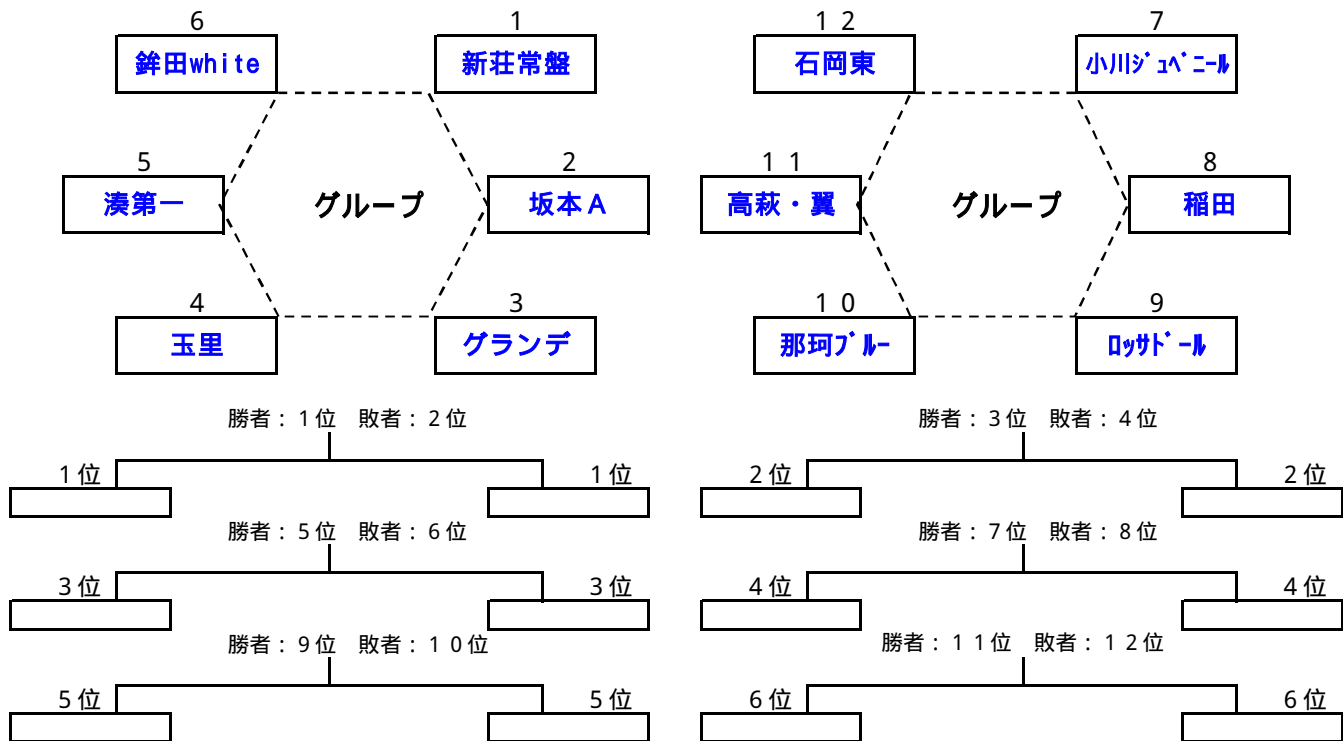 6 1 12 7
鉾田white 新荘常盤 石岡東 小川ｼﾞｭﾍﾞﾆｰﾙ
5 2 11 8
湊第一 グループ 坂本A 高萩・翼 グループ 稲田
4 3 10 9
玉里 グランデ 那珂ﾌﾞﾙｰ ﾛｯｻﾄﾞｰﾙ
勝者：1位 敗者：2位 勝者：3位 敗者：4位
1位 1位 2位 2位
勝者：5位 敗者：6位 勝者：7位 敗者：8位
3位 3位 4位 4位
勝者：9位 敗者：10位 勝者：11位 敗者：12位
5位 5位 6位 6位